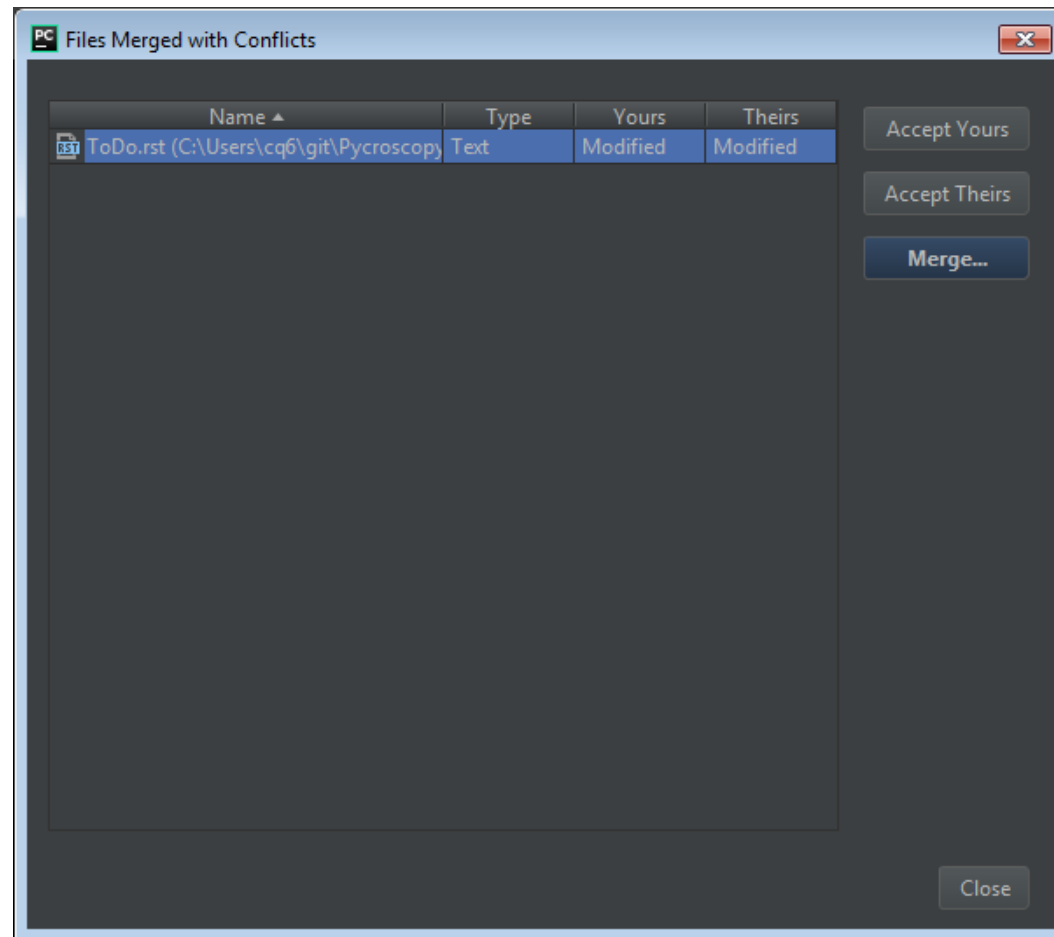 PC Files Merged with Conflicts
Name Type Yours Theirs
RST ToDo.rst (C:\Users\cq6\git\Pycroscopy Text Modified Modified
Accept Yours
Accept Theirs
Merge...
Close